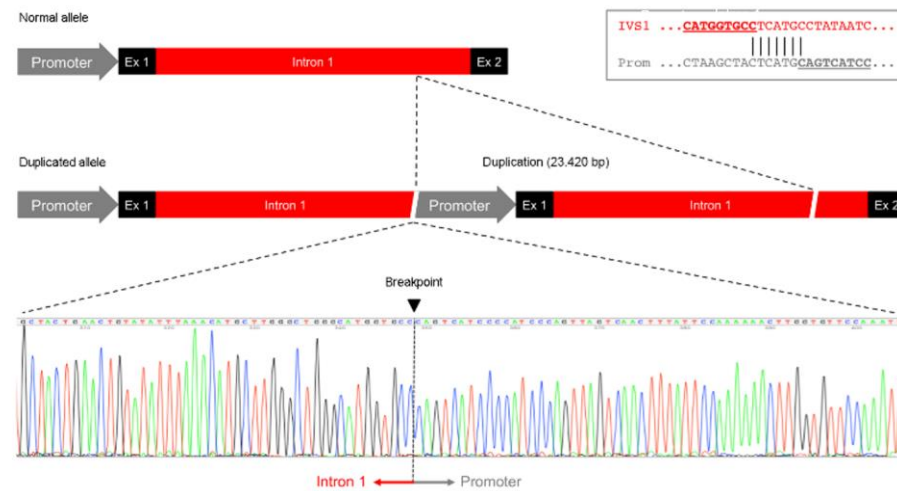 Normal allele
Promoter Ex 1 Intron 1 Ex 2
IVS1 ...CATGGTGCCTCATGCCTATAATC...
Prom ...CTAAGCTACTCATGCAGTCATCC...
Duplicated allele
Duplication (23.420 bp)
Promoter Ex 1 Intron 1 Promoter Ex 1 Intron 1 Ex 2
Breakpoint
Intron 1 Promoter